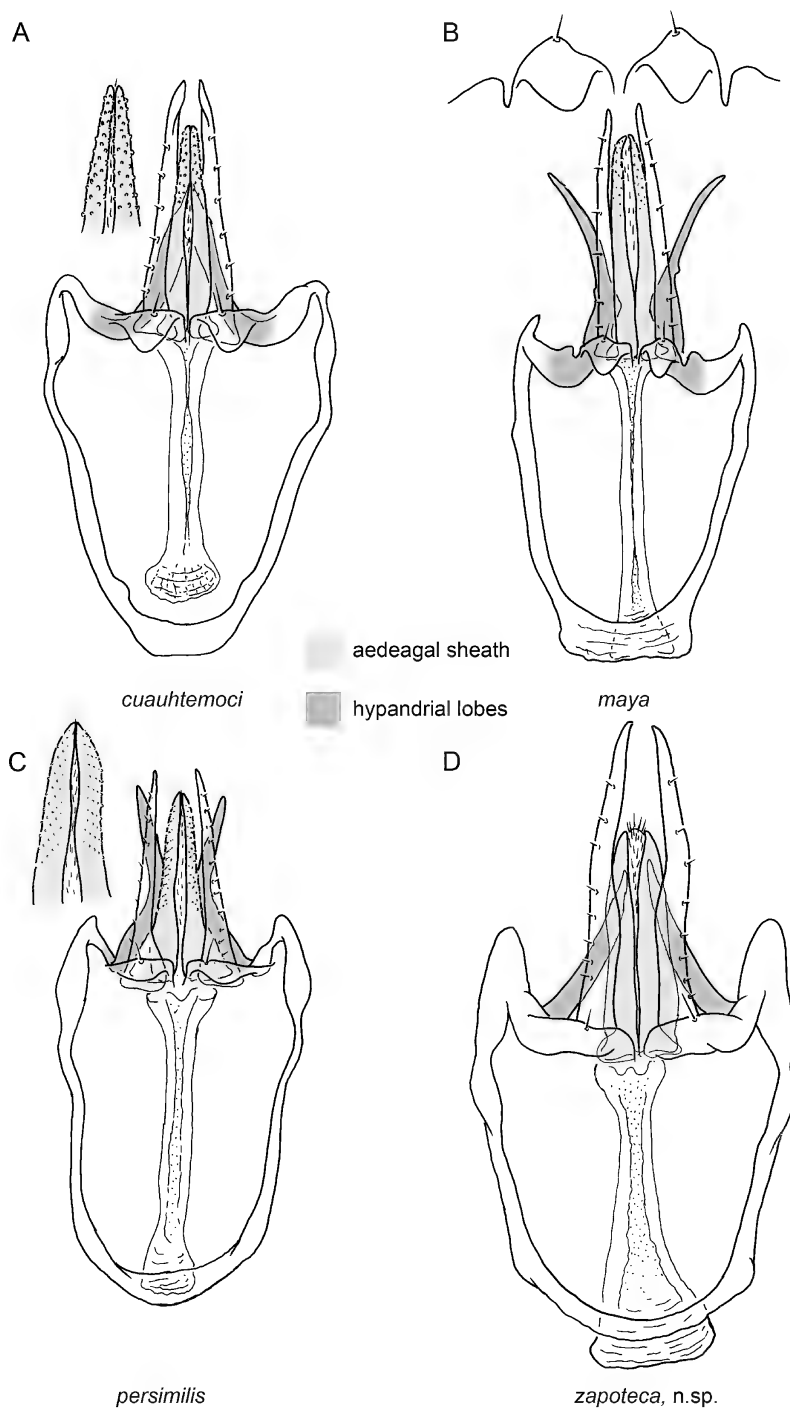 A
B
cuauhtemoci
aedeagal sheath
hypandrial lobes
maya
C
D
persimilis
zapoteca, n.sp.